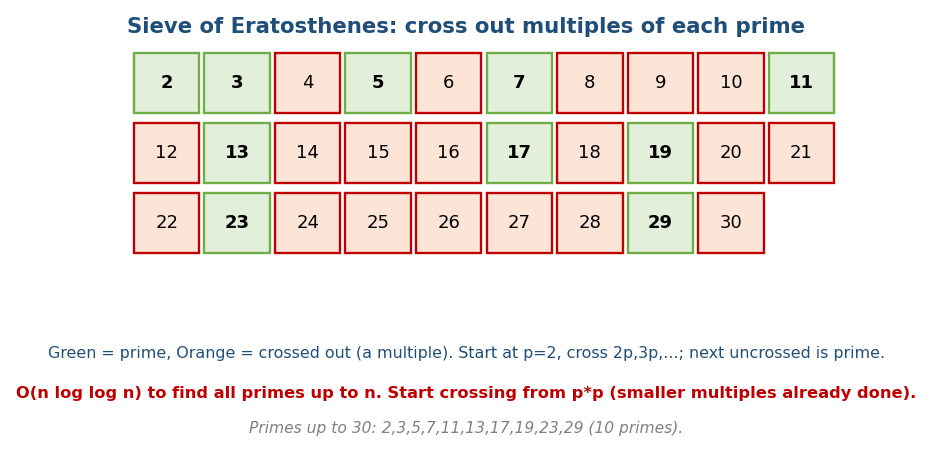 Sieve of Eratosthenes: cross out multiples of each prime
2 3 4 5 6 7 8 9 10 11
12 13 14 15 16 17 18 19 20 21
22 23 24 25 26 27 28 29 30
Green = prime, Orange = crossed out (a multiple). Start at p=2, cross 2p,3p,...; next uncrossed is prime.
O(n log log n) to find all primes up to n. Start crossing from p*p (smaller multiples already done).
Primes up to 30: 2,3,5,7,11,13,17,19,23,29 (10 primes).